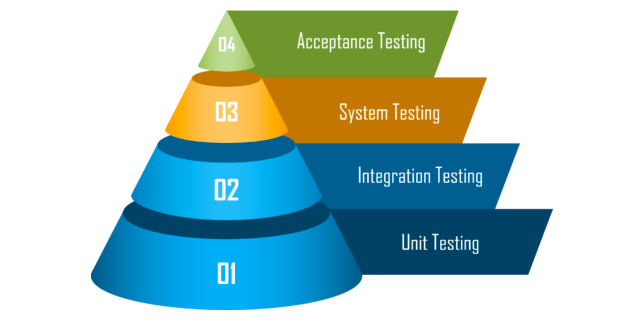 04
Acceptance Testing
03
System Testing
02
Integration Testing
01
Unit Testing